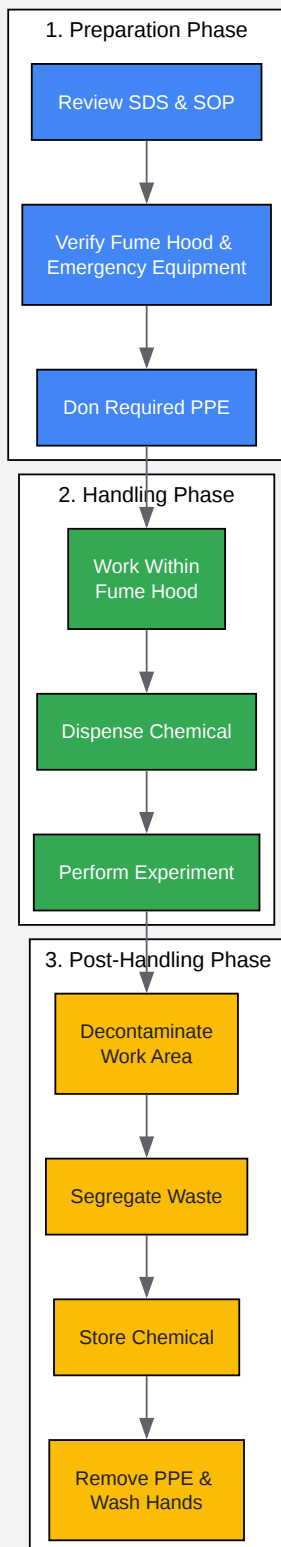 1. Preparation Phase
Review SDS & SOP
Verify Fume Hood &
Emergency Equipment
Don Required PPE
2. Handling Phase
Work Within
Fume Hood
Dispense Chemical
Perform Experiment
3. Post-Handling Phase
Decontaminate
Work Area
Segregate Waste
Store Chemical
Remove PPE &
Wash Hands